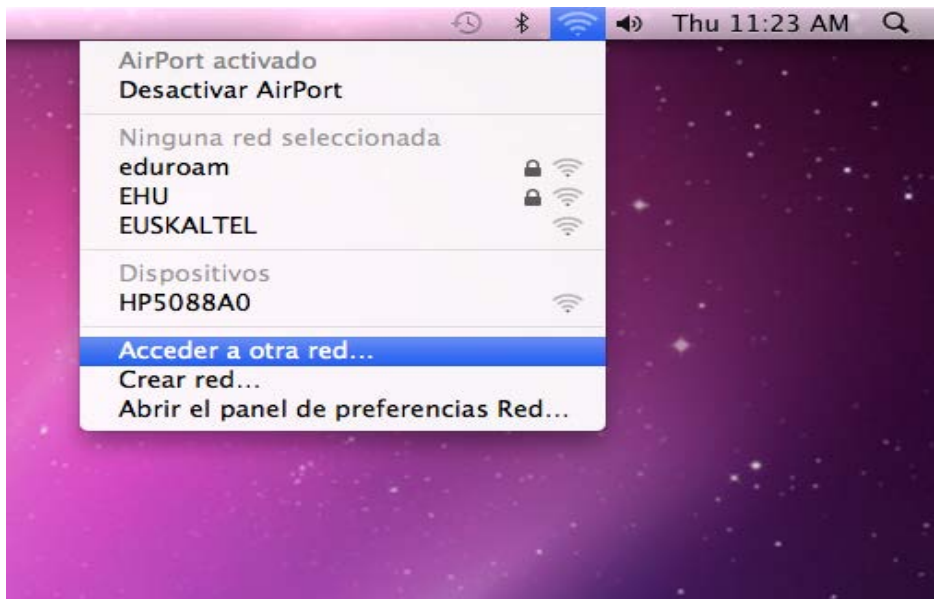 Thu 11:23 AM
AirPort activado
Desactivar AirPort
Ninguna red seleccionada
eduroam
EHU
EUSKALTEL
Dispositivos
HP5088A0
Acceder a otra red...
Crear red...
Abrir el panel de preferencias Red...